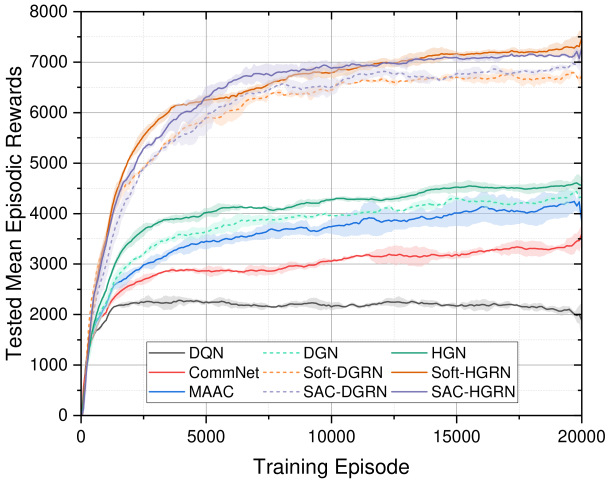 8000
7000
6000
5000
4000
3000
2000
1000
0
Tested Mean Episodic Rewards
DQN DGN HGN
CommNet Soft-DGRN Soft-HGRN
MAAC SAC-DGRN SAC-HGRN
0 5000 10000 15000 20000
Training Episode